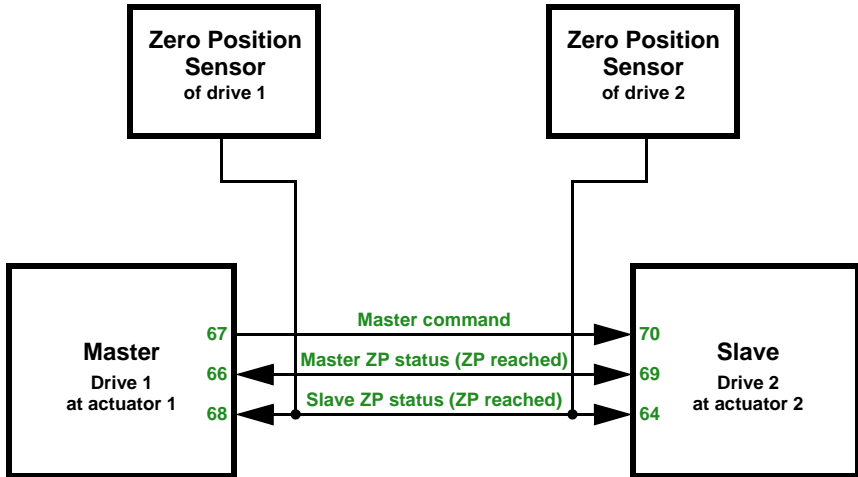 Zero Position
Sensor
of drive 1
Zero Position
Sensor
of drive 2
Master
Drive 1
at actuator 1
67
66
68
Master command
Master ZP status (ZP reached)
Slave ZP status (ZP reached)
70
69
64
Slave
Drive 2
at actuator 2